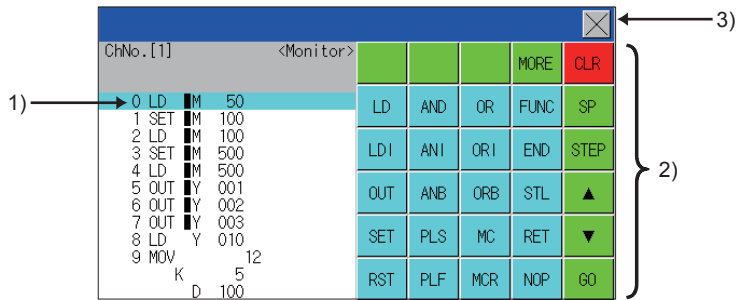 3)
ChNo.[1] <Monitor>
MORE CLR
1)
0 LD M 50
1 SET M 100
2 LD M 100
3 SET M 500
4 LD M 500
5 OUT Y 001
6 OUT Y 002
7 OUT Y 003
8 LD Y 010
9 MOV 12
K 5
D 100
LD AND OR FUNC SP
LDI ANI ORI END STEP
OUT ANB ORB STL ▲
SET PLS MC RET ▼
RST PLF MCR NOP GO
2)